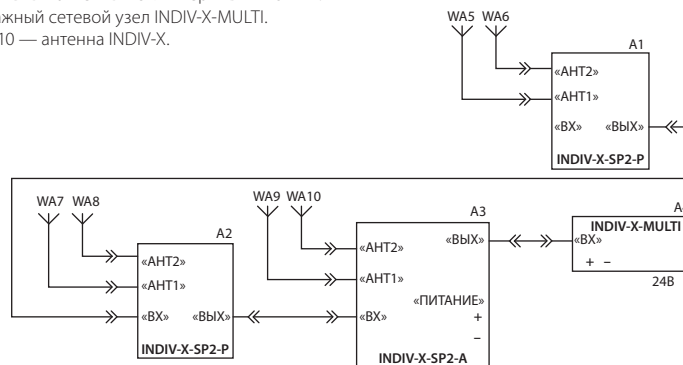 ажный сетевой узел INDIV-X-MULTI.
10 — антенна INDIV-X.
WA5 WA6
A1
«АНТ2»
«АНТ1»
«ВХ» «ВЫХ»
INDIV-X-SP2-P
WA7 WA8
A2
«АНТ2»
«АНТ1»
«ВХ» «ВЫХ»
INDIV-X-SP2-P
WA9 WA10
A3
«АНТ2»
«ВЫХ»
«АНТ1»
«ПИТАНИЕ»
«ВХ» +
–
INDIV-X-SP2-A
INDIV-X-MULTI
«ВХ»
+ –
24В